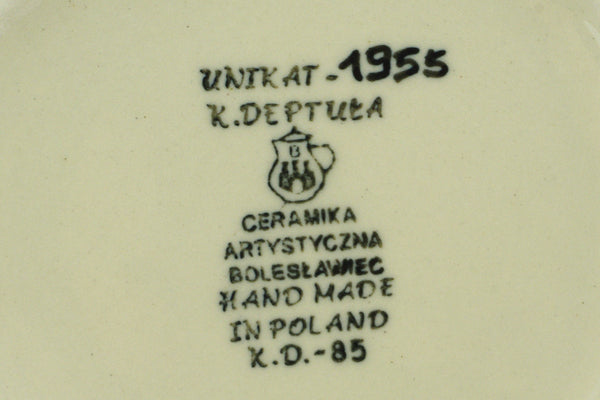 UNIKAT-1955
K.DEPTUŁA
B
CERAMIKA
ARTYSTYCZNA
BOLESŁAWIEC
HAND MADE
IN POLAND
K.D.-85